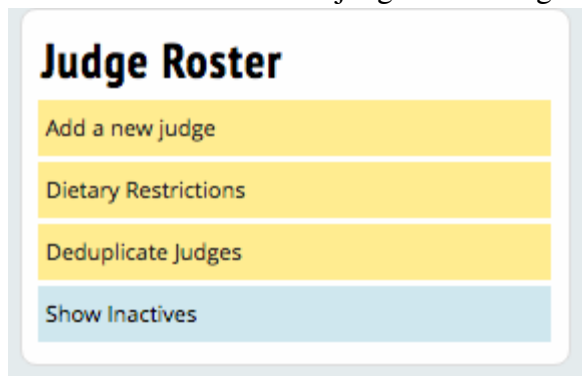 Judge Roster
Add a new judge
Dietary Restrictions
Deduplicate Judges
Show Inactives